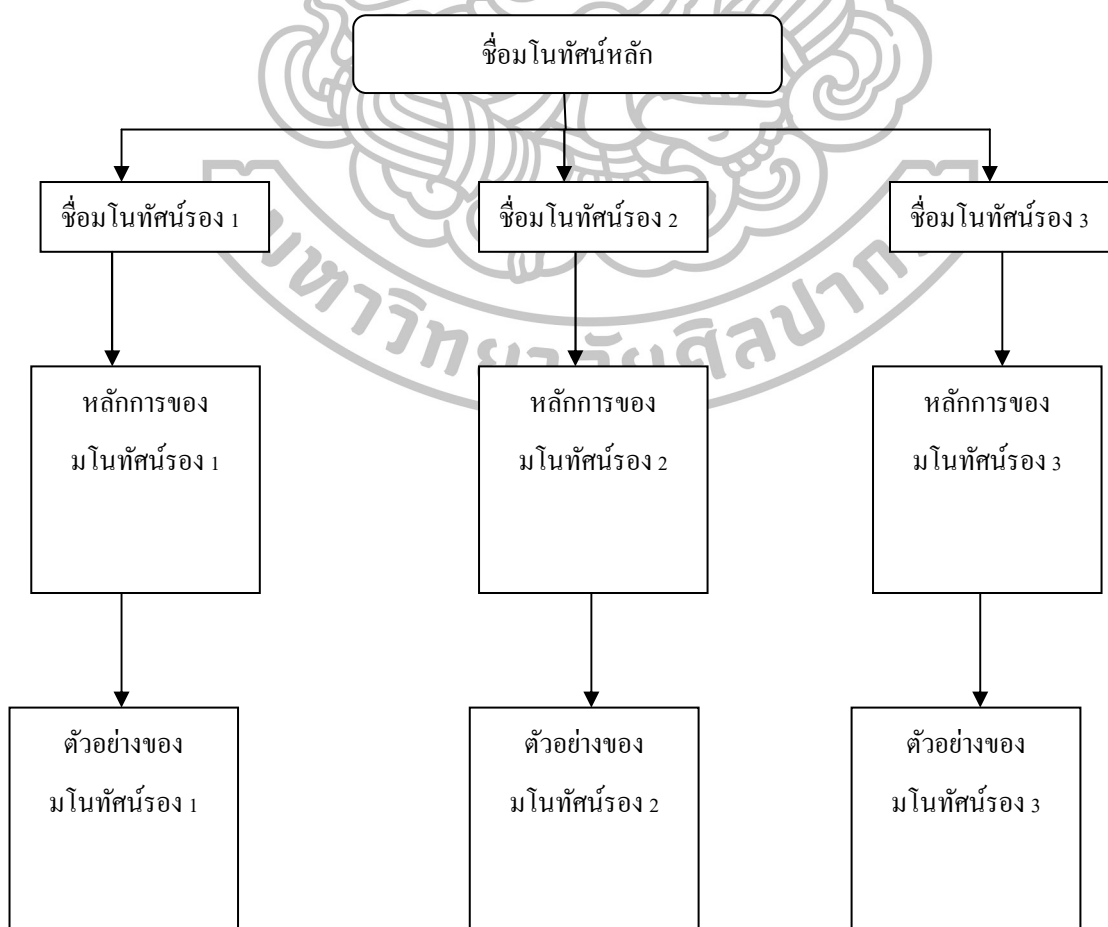 ชื่อมโนทัศน์หลัก
ชื่อมโนทัศน์รอง 1
ชื่อมโนทัศน์รอง 2
ชื่อมโนทัศน์รอง 3
หลักการของ
มโนทัศน์รอง 1
หลักการของ
มโนทัศน์รอง 2
หลักการของ
มโนทัศน์รอง 3
ตัวอย่างของ
มโนทัศน์รอง 1
ตัวอย่างของ
มโนทัศน์รอง 2
ตัวอย่างของ
มโนทัศน์รอง 3